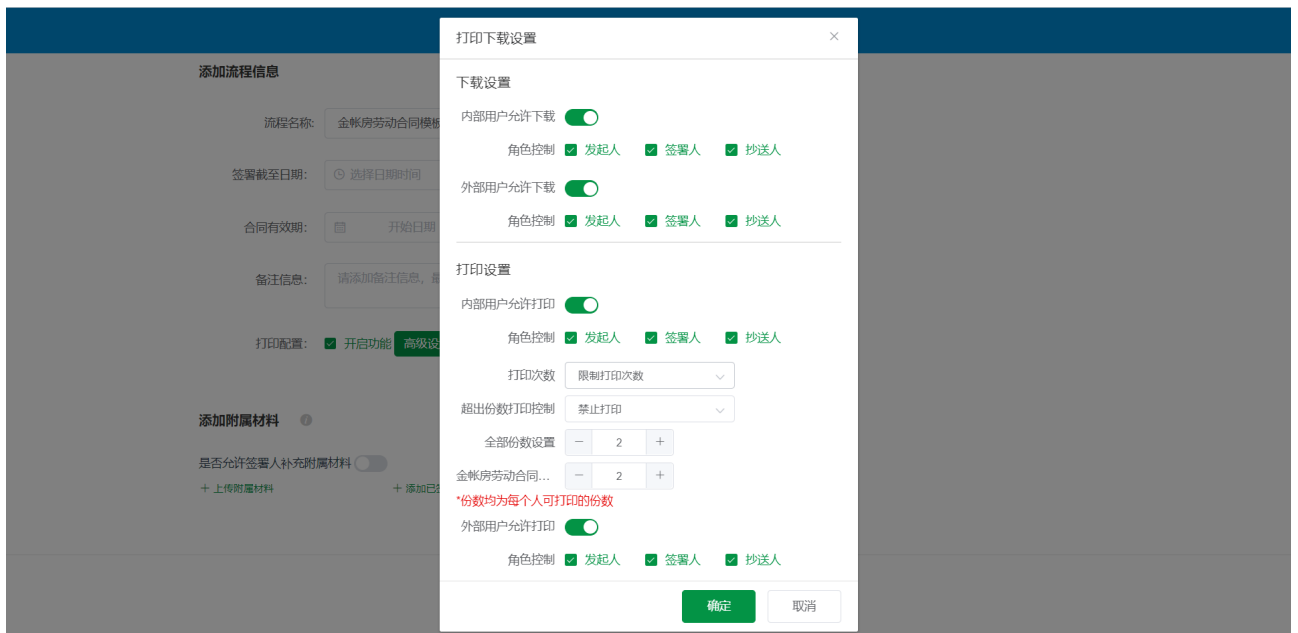 打印下载设置
添加流程信息
下载设置
流程名称:
金帐房劳动合同模板
内部用户允许下载
角色控制 发起人 签署人 抄送人
签署截至日期:
选择日期时间
外部用户允许下载
角色控制 发起人 签署人 抄送人
合同有效期:
开始日期
打印设置
备注信息:
请添加备注信息，
内部用户允许打印
角色控制 发起人 签署人 抄送人
打印配置:
开启功能 高级设
打印次数 限制打印次数
超出份数打印控制 禁止打印
添加附属材料
全部份数设置 − 2 +
是否允许签署人补充附属材料
金帐房劳动合同... − 2 +
+ 上传附属材料 + 添加已
*份数均为每个人可打印的份数
外部用户允许打印
角色控制 发起人 签署人 抄送人
确定 取消